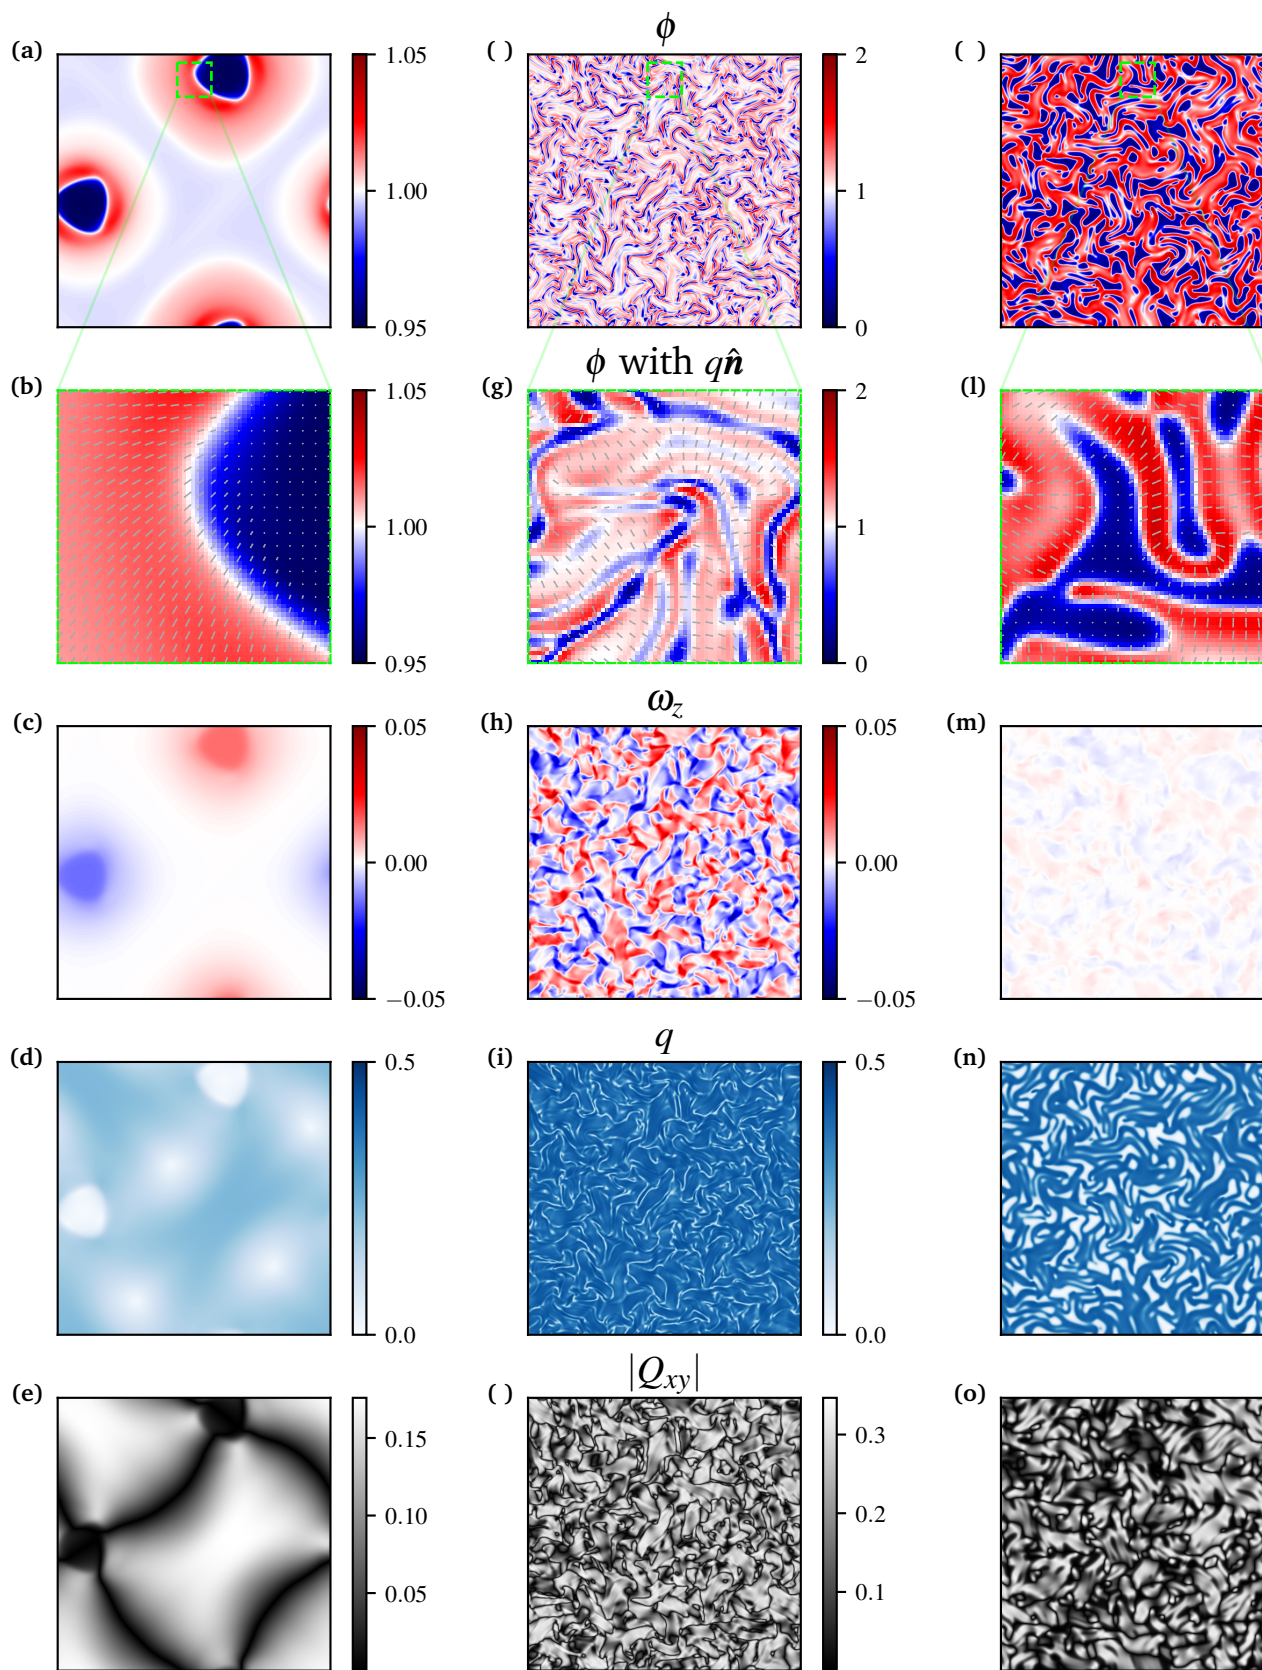 ϕ
(a) 1.05 ( ) 2 ( )
1.00 1
0.95 0
ϕ with qn̂
(b) 1.05 (g) 2 (l)
1.00 1
0.95 0
ω_z
(c) 0.05 (h) 0.05 (m)
0.00 0.00
−0.05 −0.05
q
(d) 0.5 (i) 0.5 (n)
0.0 0.0
|Q_xy|
(e) ( ) (o)
0.15 0.3
0.10 0.2
0.05 0.1